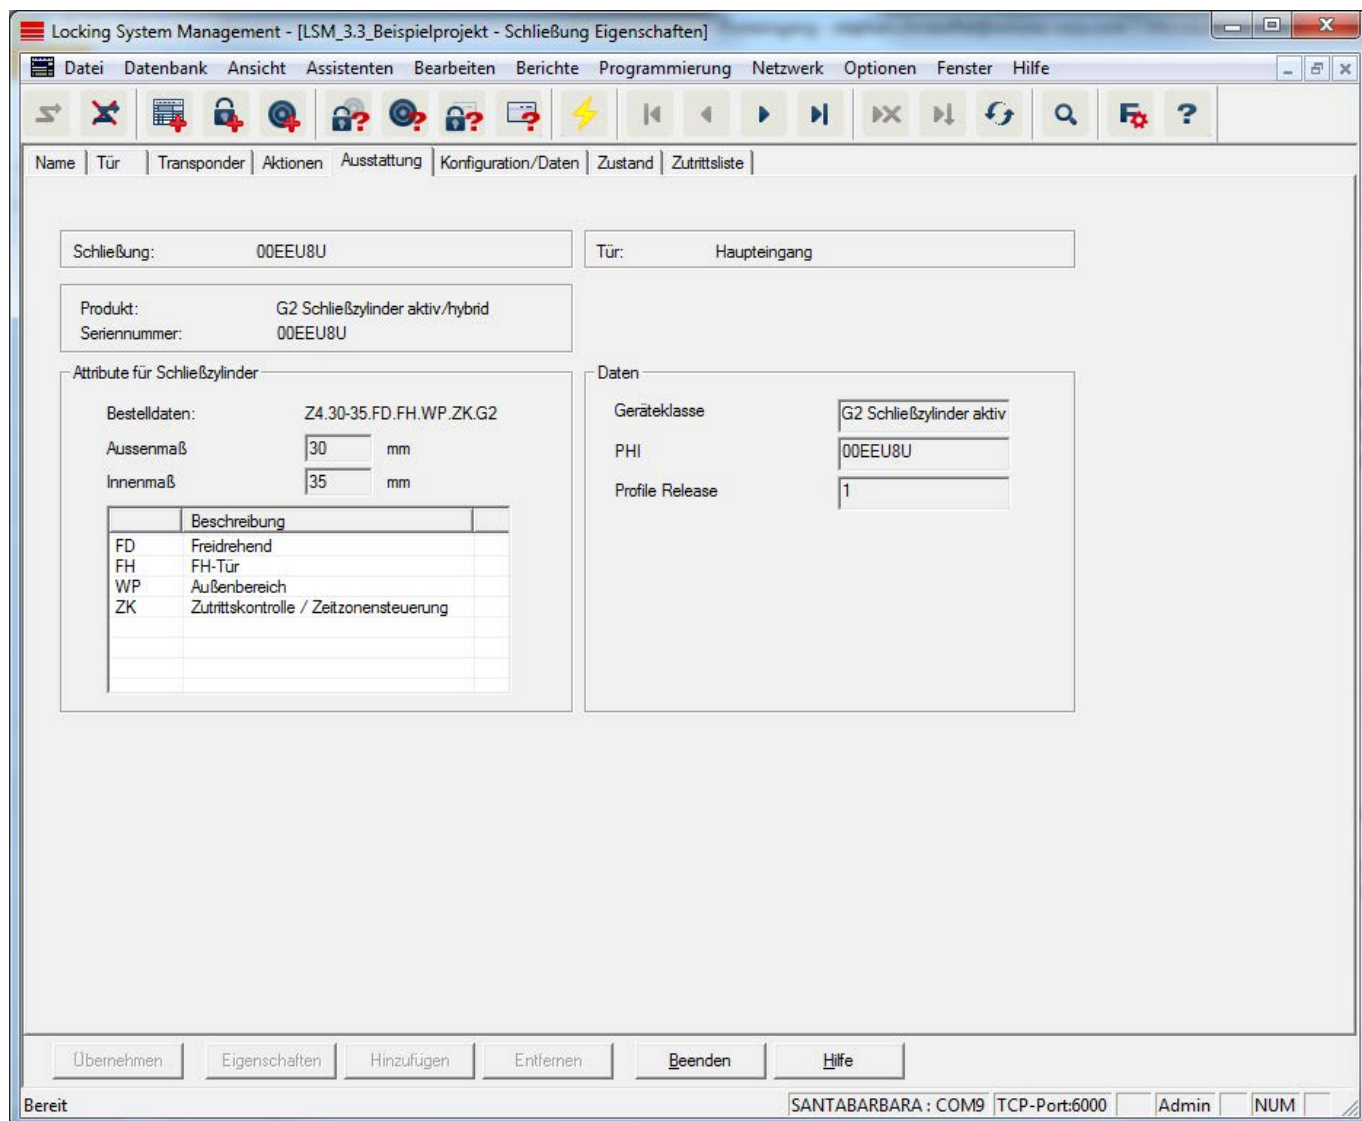 Locking System Management - [LSM_3.3_Beispielprojekt - Schließung Eigenschaften]
Datei Datenbank Ansicht Assistenten Bearbeiten Berichte Programmierung Netzwerk Optionen Fenster Hilfe
Name Tür Transponder Aktionen Ausstattung Konfiguration/Daten Zustand Zutrittsliste
Schließung: 00EEU8U
Tür: Haupteingang
Produkt: G2 Schließzylinder aktiv/hybrid
Seriennummer: 00EEU8U
Attribute für Schließzylinder
Bestelldaten: Z4.30-35.FD.FH.WP.ZK.G2
Aussenmaß 30 mm
Innenmaß 35 mm
Beschreibung
FD Freidrehend
FH FH-Tür
WP Außenbereich
ZK Zutrittskontrolle / Zeitzonensteuerung
Daten
Geräteklasse G2 Schließzylinder aktiv
PHI 00EEU8U
Profile Release 1
Übernehmen Eigenschaften Hinzufügen Entfernen Beenden Hilfe
Bereit SANTABARBARA : COM9 TCP-Port:6000 Admin NUM